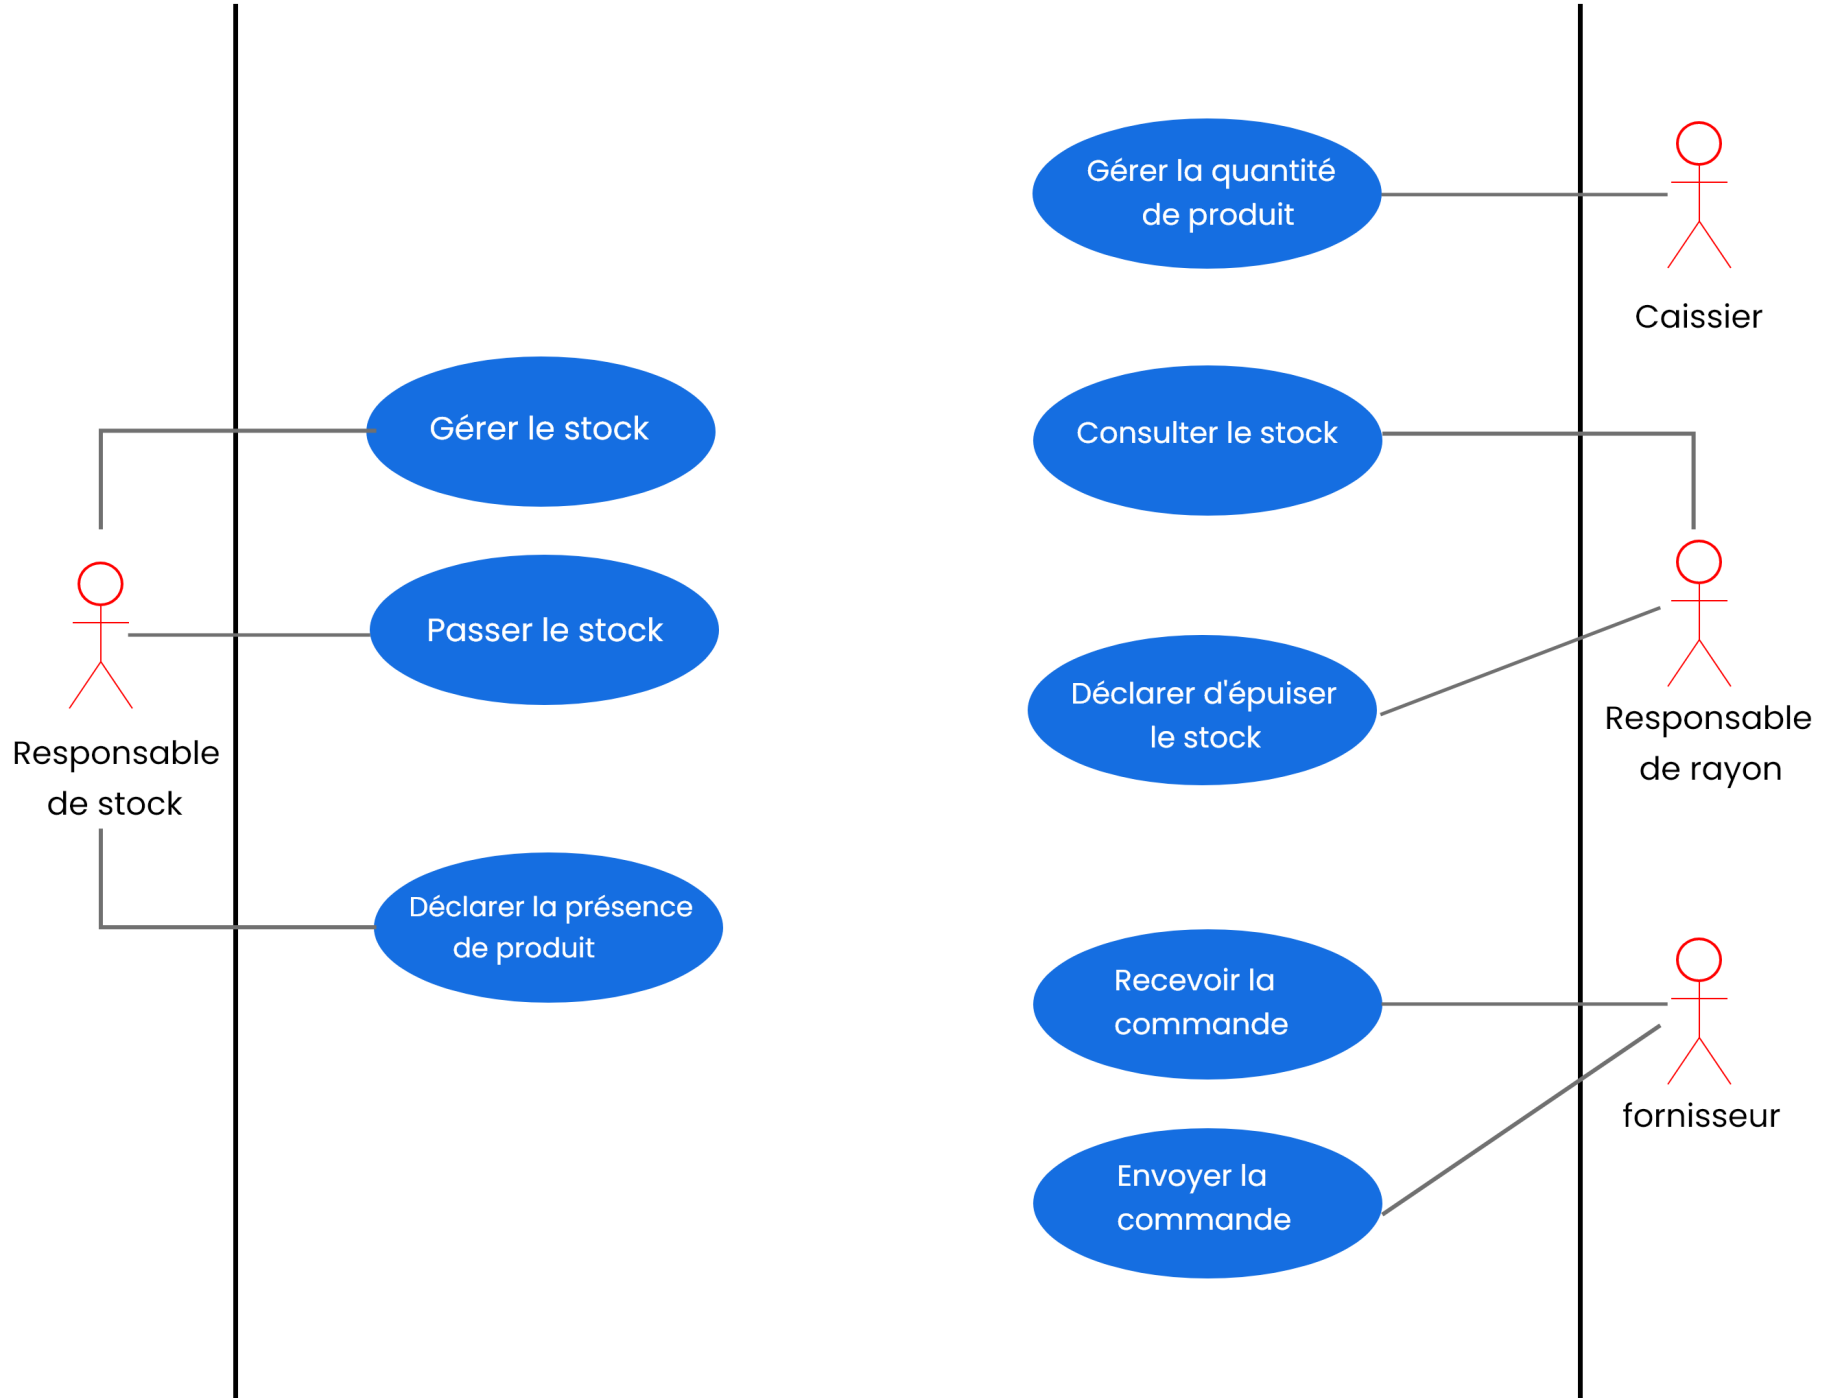 Gérer la quantité
de produit
Caissier
Gérer le stock
Consulter le stock
Passer le stock
Responsable
de stock
Déclarer d'épuiser
le stock
Responsable
de rayon
Déclarer la présence
de produit
Recevoir la
commande
fornisseur
Envoyer la
commande